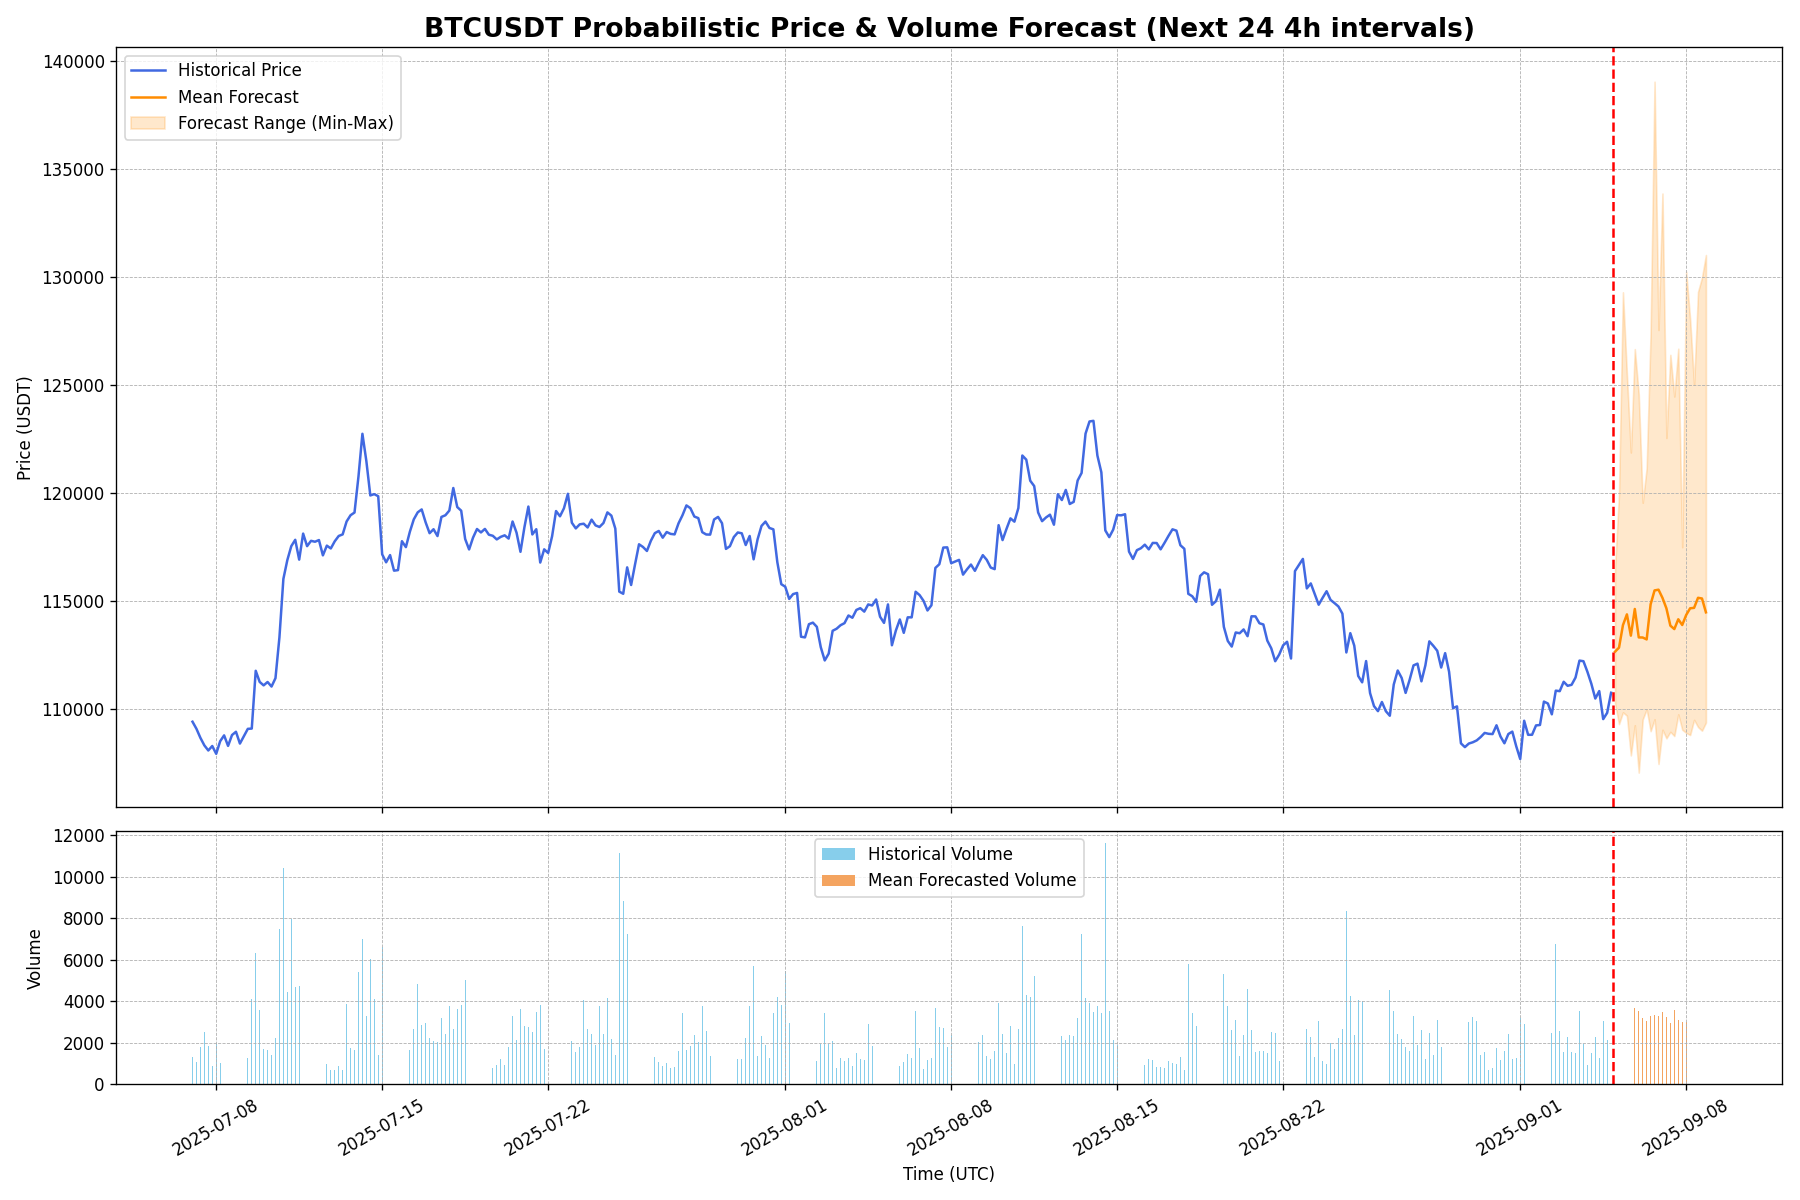 BTCUSDT Probabilistic Price & Volume Forecast (Next 24 4h intervals)
Historical Price
Mean Forecast
Forecast Range (Min-Max)
140000
135000
130000
125000
120000
115000
110000
Price (USDT)
Historical Volume
Mean Forecasted Volume
12000
10000
8000
6000
4000
2000
0
Volume
2025-07-08
2025-07-15
2025-07-22
2025-08-01
2025-08-08
2025-08-15
2025-08-22
2025-09-01
2025-09-08
Time (UTC)